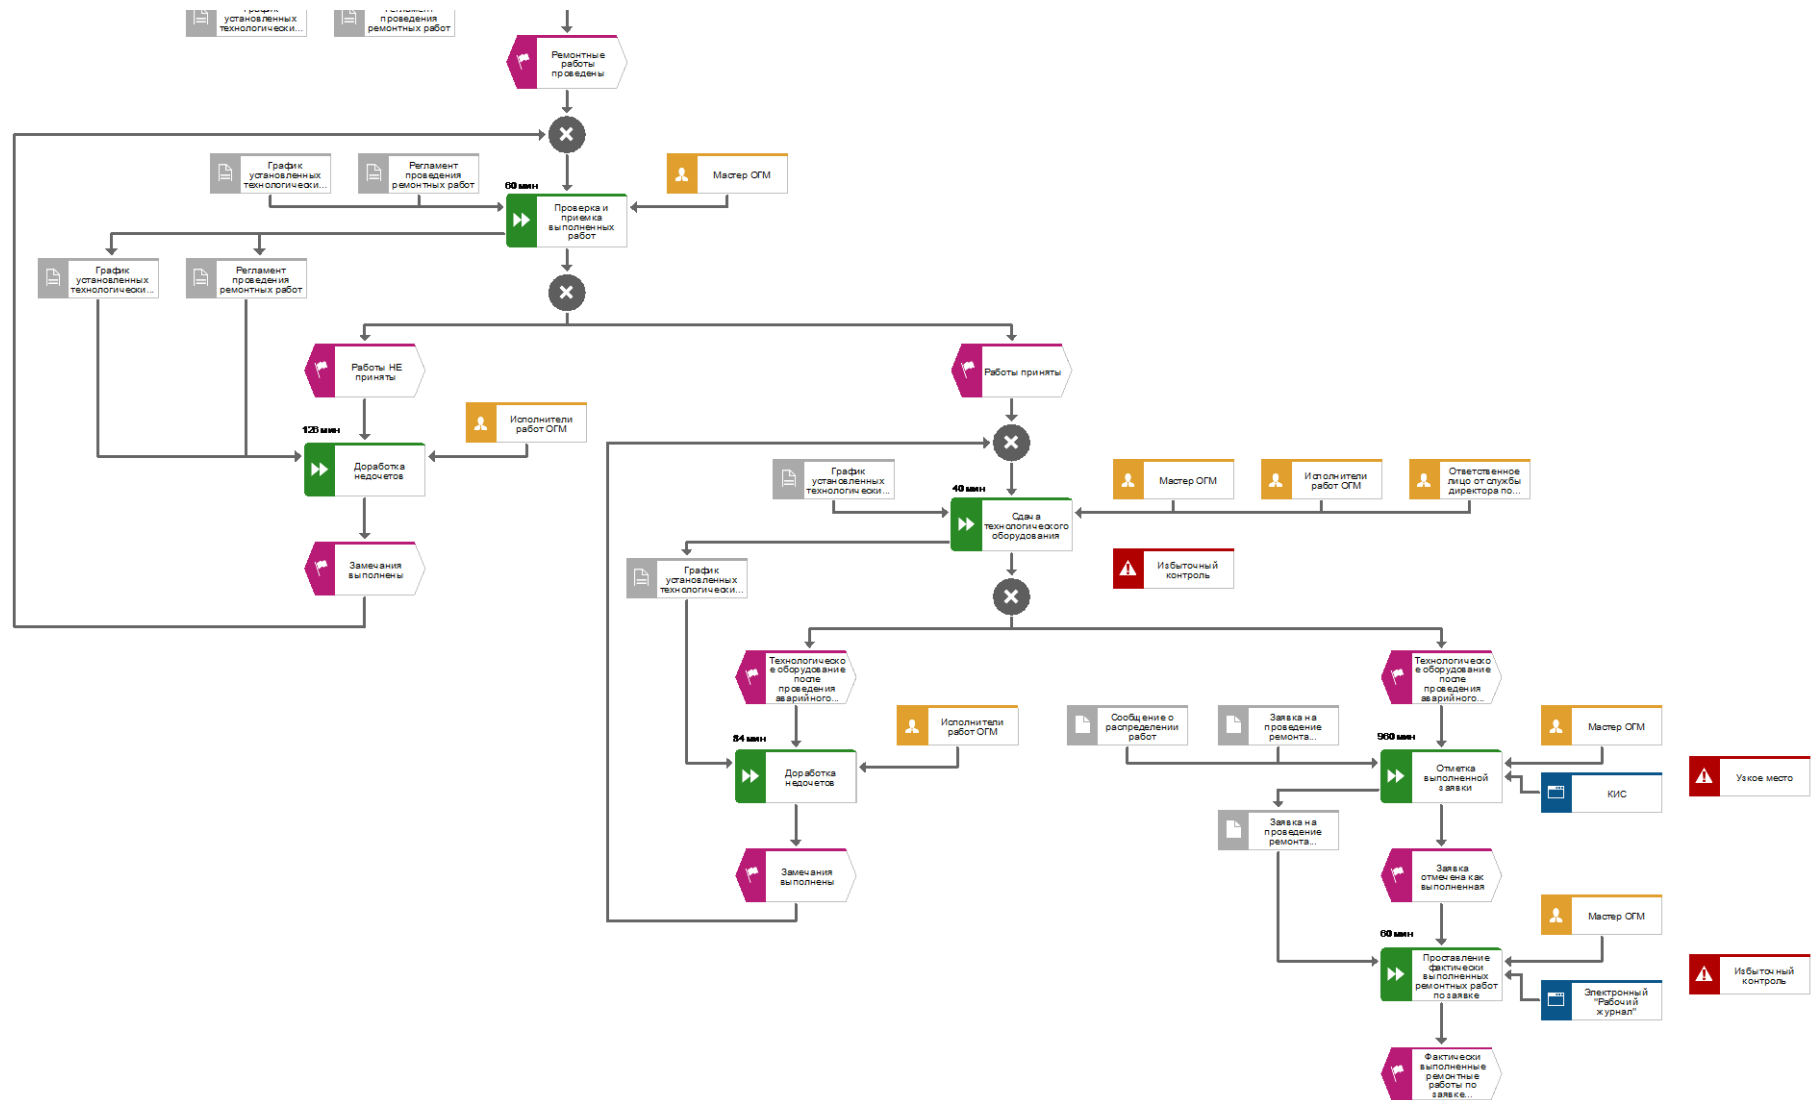 График
установленных
технологически...
Регламент
проведения
ремонтных работ
Ремонтные
работы
проведены
График
установленных
технологически...
Регламент
проведения
ремонтных работ
Мастер ОГМ
60 мин
Проверка и
приемка
выполненных
работ
График
установленных
технологически...
Регламент
проведения
ремонтных работ
Работы НЕ
приняты
Работы приняты
Исполнители
работ ОГМ
126 мин
Доработка
недочетов
График
установленных
технологически...
Мастер ОГМ
Исполнители
работ ОГМ
Ответственное
лицо от службы
директора по...
40 мин
Сдача
технологического
оборудования
Замечания
выполнены
График
установленных
технологически...
Избыточный
контроль
Технологическо
е оборудование
после
проведения
аварийного...
Технологическо
е оборудование
после
проведения
аварийного...
Исполнители
работ ОГМ
Сообщение о
распределении
работ
Заявка на
проведение
ремонта...
Мастер ОГМ
84 мин
Доработка
недочетов
960 мин
Отметка
выполненной
заявки
КИС
Узкое место
Заявка на
проведение
ремонта...
Замечания
выполнены
Заявка
отмечена как
выполненная
Мастер ОГМ
60 мин
Проставление
фактически
выполненных
ремонтных работ
по заявке
Избыточный
контроль
Электронный
"Рабочий
журнал"
Фактически
выполненные
ремонтные
работы по
заявке...